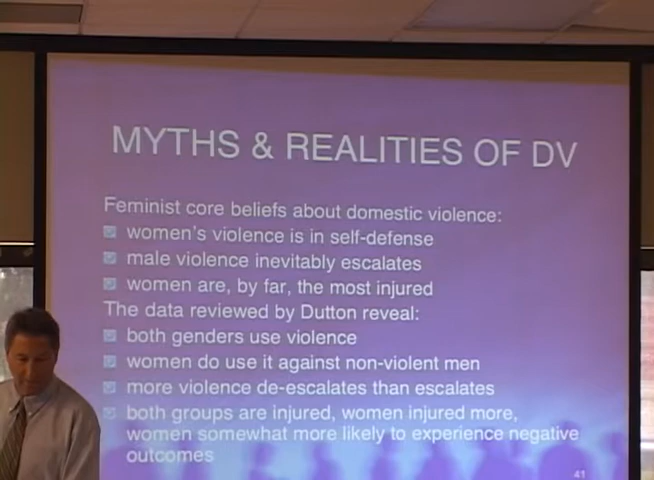 MYTHS & REALITIES OF DV
Feminist core beliefs about domestic violence:
women's violence is in self-defense
male violence inevitably escalates
women are, by far, the most injured
The data reviewed by Dutton reveal:
both genders use violence
women do use it against non-violent men
more violence de-escalates than escalates
both groups are injured, women injured more,
women somewhat more likely to experience negative
outcomes
41